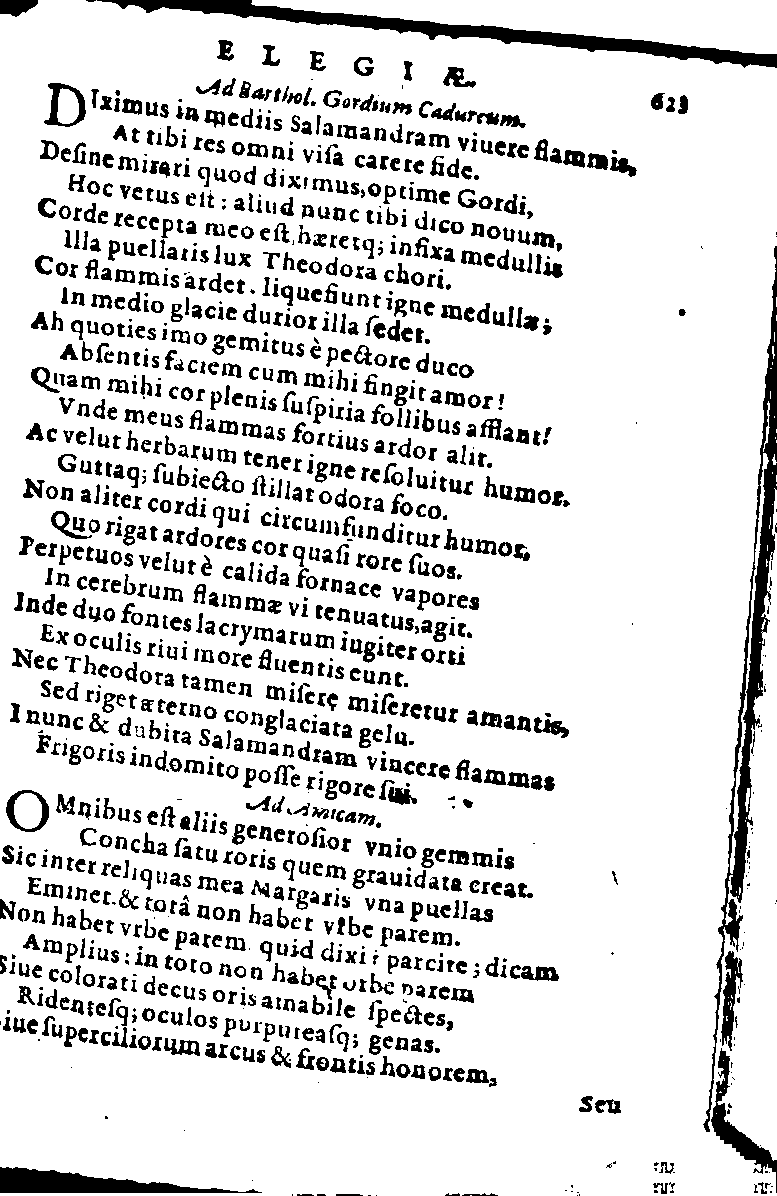 ELEGIÆ.
623
Ad Barthol. Gordium Cadurcum.
DIximus in mediis Salamandram viuere flammis,
At tibi res omni visa carere fide.
Desine mirari quod diximus, optime Gordi,
Hoc vetus est : aliud nunc tibi dico nouum,
Corde recepta meo est, hæretq; infixa medullis
Illa puellaris lux Theodora chori.
Cor flammis ardet . liquefiunt igne medullæ;
In medio glacie durior illa sedet.
Ah quoties imo gemitus è pectore duco
Absentis faciem cum mihi fingit amor!
Quam mihi cor plenis suspiria follibus afflant!
Vnde meus flammas fortius ardor alit.
Ac velut herbarum tener igne resoluitur humor.
Guttaq; subiecto stillat odora foco.
Non aliter cordi qui circumfunditur humor,
Quo rigat ardores cor quasi rore suos.
Perpetuos velut è calida fornace vapores
In cerebrum flammæ vi tenuatus, agit.
Inde duo fontes lacrymarum iugiter orti
Ex oculis riui more fluentis eunt.
Nec Theodora tamen miserę miseretur amantis,
Sed riget æterno conglaciata gelu.
I nunc & dubita Salamandram vincere flammas
Frigoris indomito posse rigore sui.
Ad Amicam.
OMnibus est aliis generosior vnio gemmis
Concha satu roris quem grauidata creat.
Sic inter reliquas mea Margaris vna puellas
Eminet. & totâ non habet vrbe parem.
Non habet vrbe parem. quid dixi? parcite ; dicam
Amplius : in toto non habet orbe parem
Siue colorati decus oris amabile spectes,
Ridentesq; oculos purpureasq; genas.
Siue superciliorum arcus & frontis honorem,
Seu